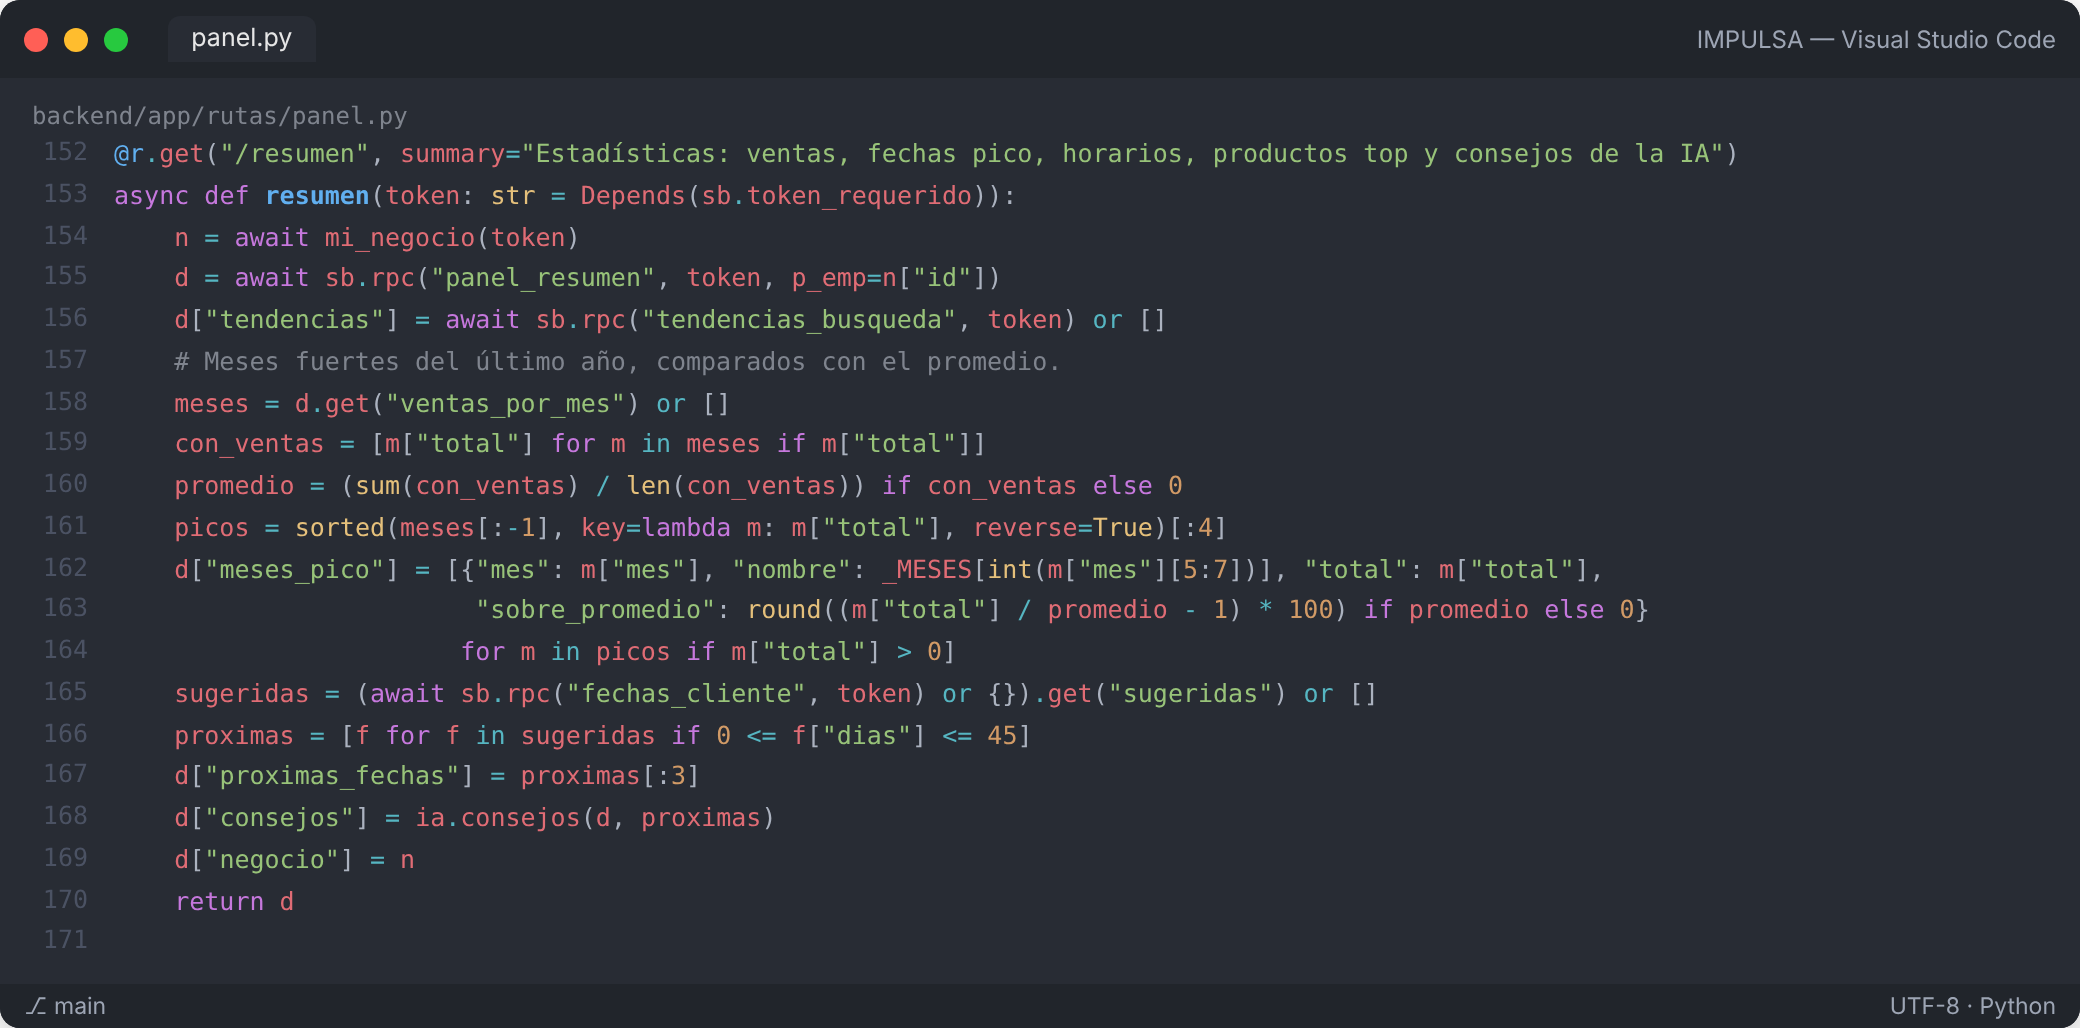 panel.py
IMPULSA — Visual Studio Code
backend/app/rutas/panel.py
152 @r.get("/resumen", summary="Estadísticas: ventas, fechas pico, horarios, productos top y consejos de la IA")
153 async def resumen(token: str = Depends(sb.token_requerido)):
154     n = await mi_negocio(token)
155     d = await sb.rpc("panel_resumen", token, p_emp=n["id"])
156     d["tendencias"] = await sb.rpc("tendencias_busqueda", token) or []
157     # Meses fuertes del último año, comparados con el promedio.
158     meses = d.get("ventas_por_mes") or []
159     con_ventas = [m["total"] for m in meses if m["total"]]
160     promedio = (sum(con_ventas) / len(con_ventas)) if con_ventas else 0
161     picos = sorted(meses[:-1], key=lambda m: m["total"], reverse=True)[:4]
162     d["meses_pico"] = [{"mes": m["mes"], "nombre": _MESES[int(m["mes"][5:7])], "total": m["total"],
163                         "sobre_promedio": round((m["total"] / promedio - 1) * 100) if promedio else 0}
164                        for m in picos if m["total"] > 0]
165     sugeridas = (await sb.rpc("fechas_cliente", token) or {}).get("sugeridas") or []
166     proximas = [f for f in sugeridas if 0 <= f["dias"] <= 45]
167     d["proximas_fechas"] = proximas[:3]
168     d["consejos"] = ia.consejos(d, proximas)
169     d["negocio"] = n
170     return d
171
⎇ main
UTF-8 · Python